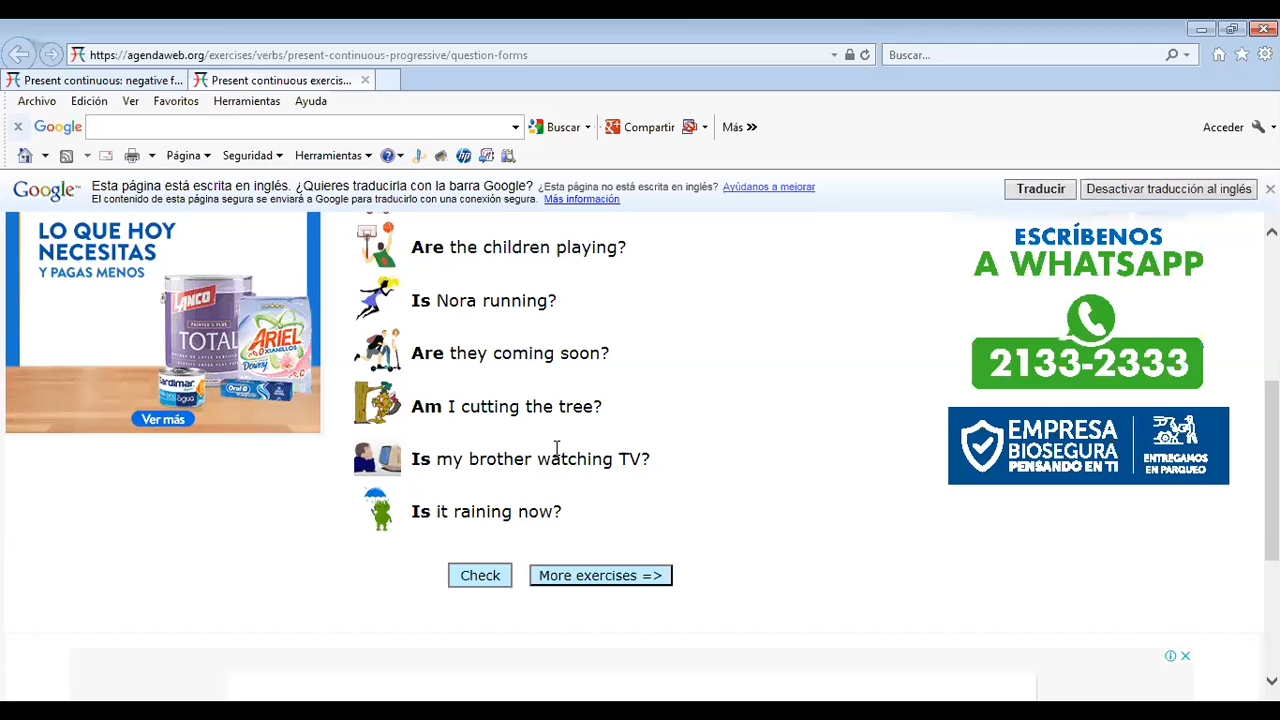 https://agendaweb.org/exercises/verbs/present-continuous-progressive/question-forms
Buscar...
Present continuous: negative f...
Present continuous exercis...
Archivo Edición Ver Favoritos Herramientas Ayuda
Google Buscar Compartir Más » Acceder
Página Seguridad Herramientas
Google Esta página está escrita en inglés. ¿Quieres traducirla con la barra Google? ¿Esta página no está escrita en inglés? Ayúdanos a mejorar
El contenido de esta página segura se enviará a Google para traducirlo con una conexión segura. Más información
Traducir Desactivar traducción al inglés
LO QUE HOY
NECESITAS
Y PAGAS MENOS
LANCO
TOTAL
ARIEL
Downy
Sardimar
agua
Oral B
Ver más
Are the children playing?
Is Nora running?
Are they coming soon?
Am I cutting the tree?
Is my brother watching TV?
Is it raining now?
Check More exercises =>
ESCRÍBENOS
A WHATSAPP
2133-2333
EMPRESA
BIOSEGURA
PENSANDO EN TI
ENTREGAMOS
EN PARQUEO